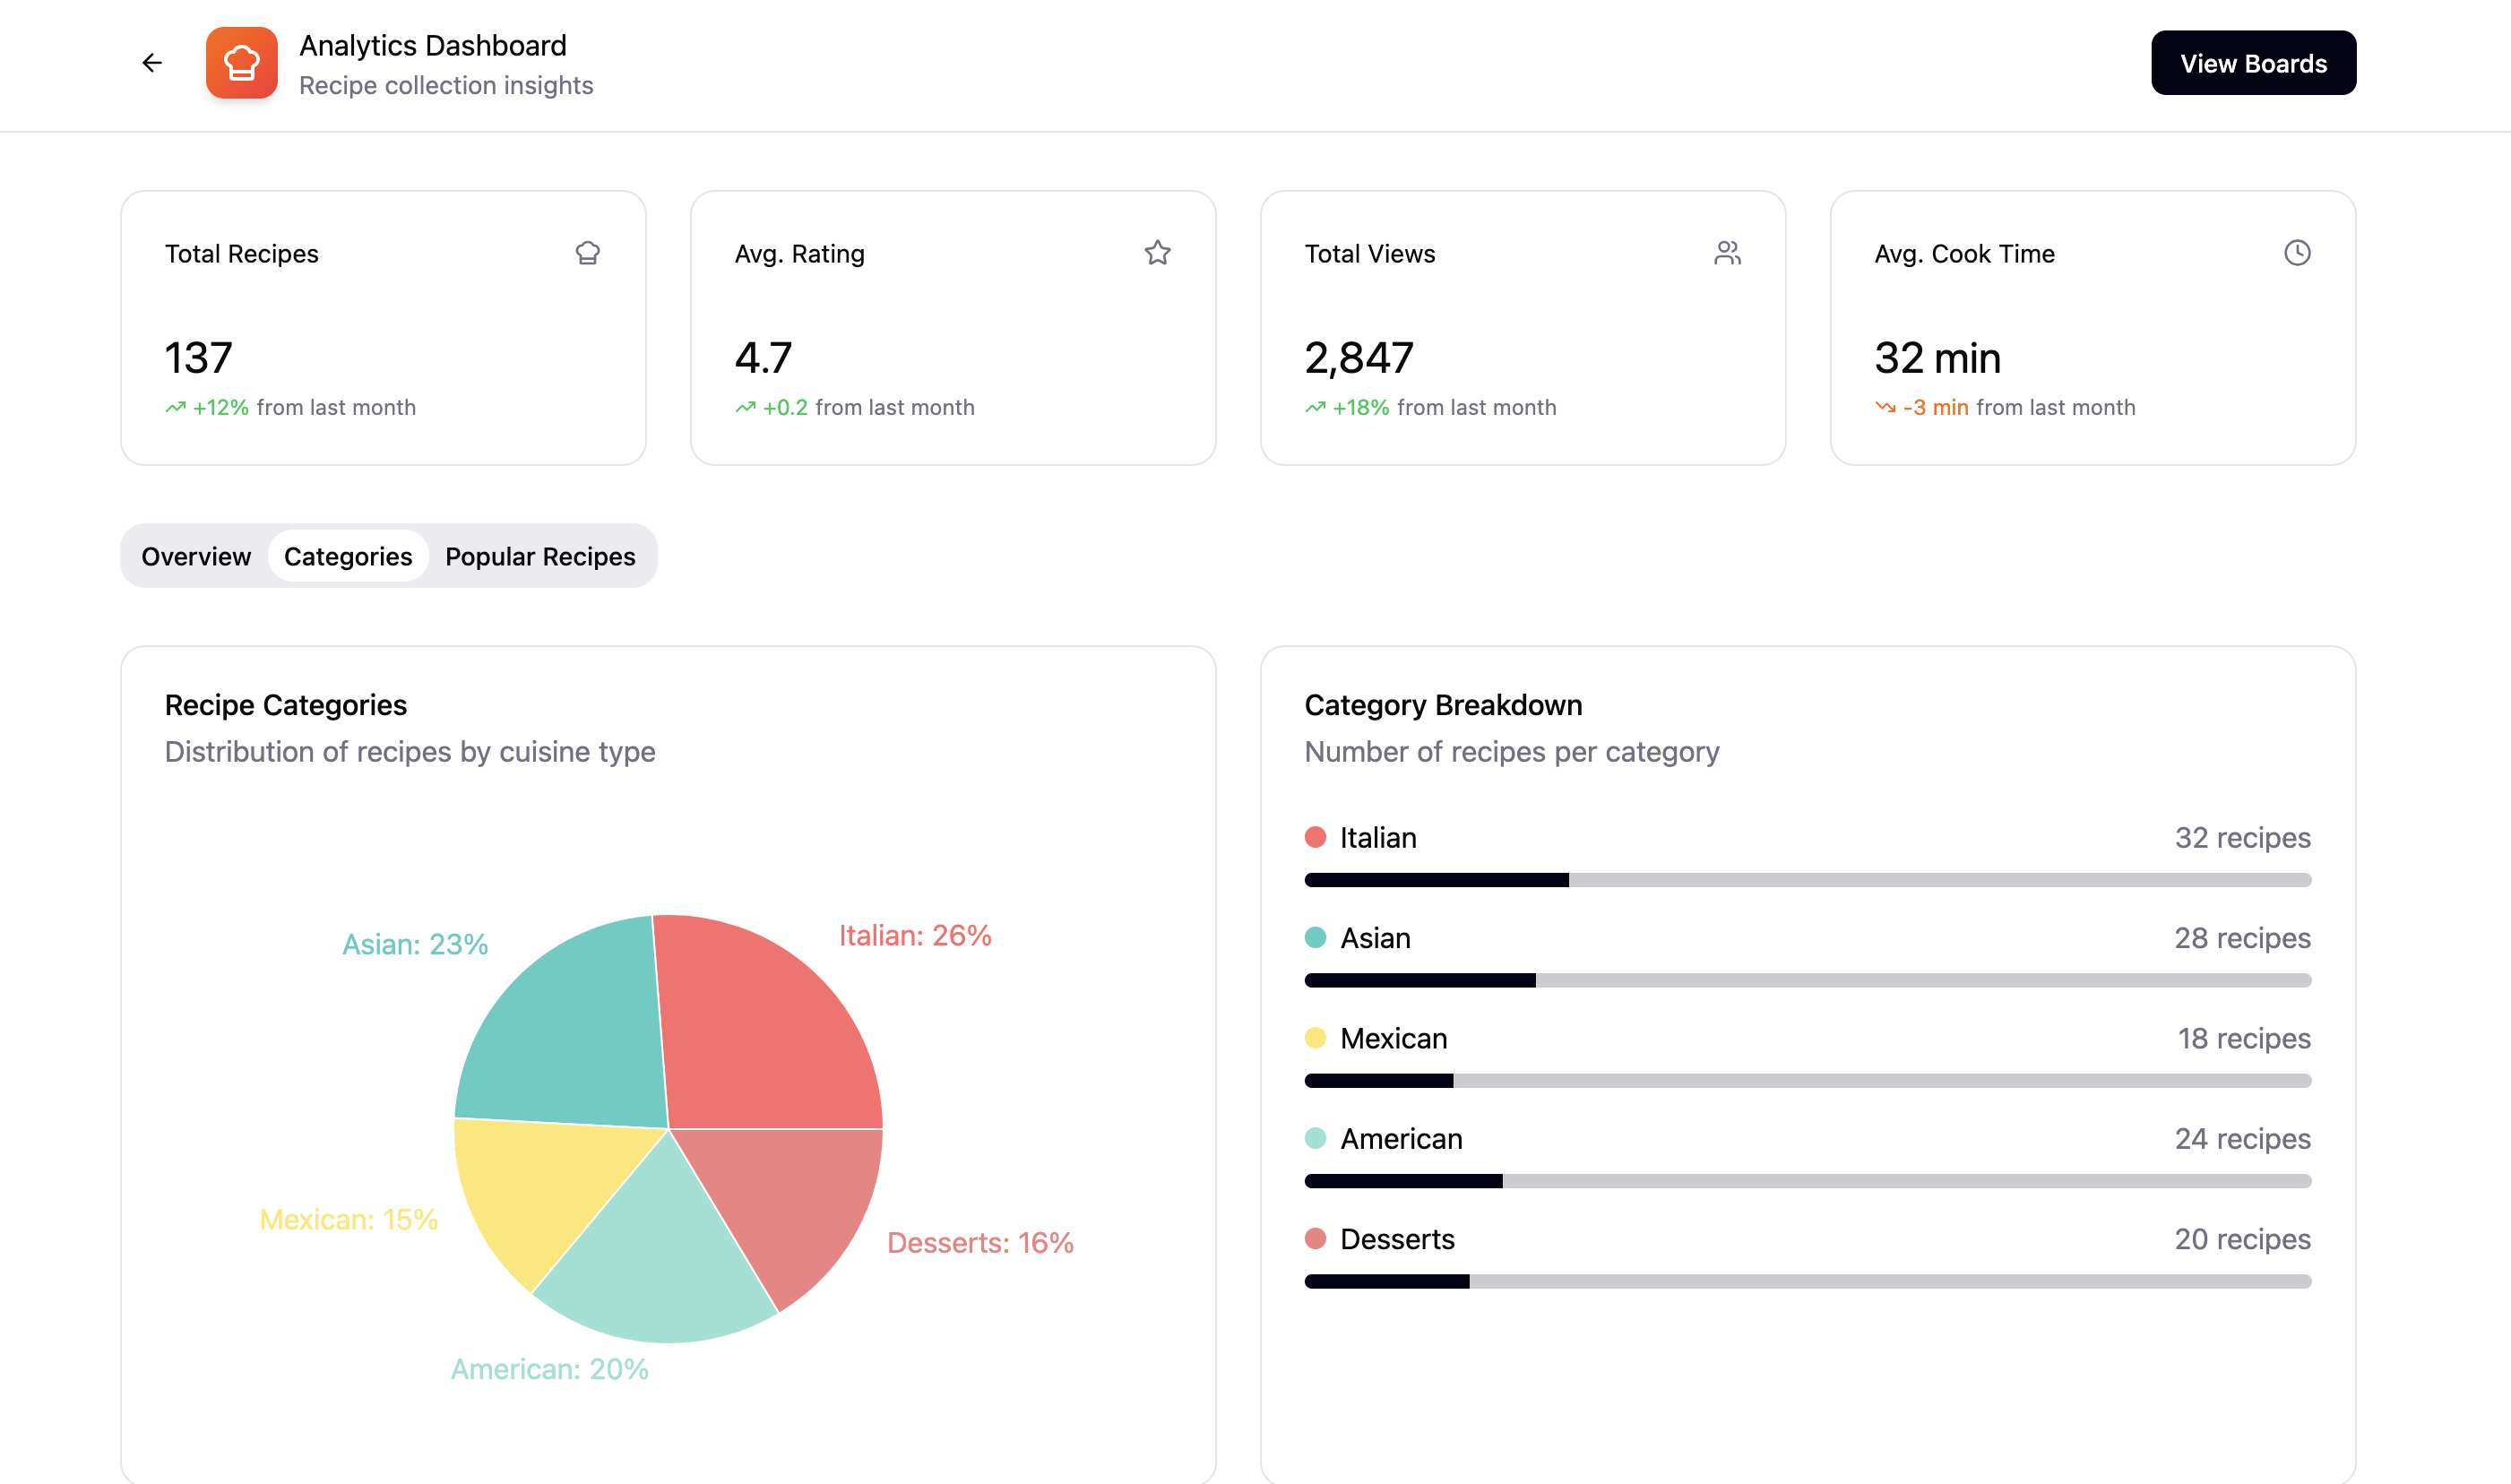 Analytics Dashboard
Recipe collection insights
View Boards
Total Recipes
137
+12% from last month
Avg. Rating
4.7
+0.2 from last month
Total Views
2,847
+18% from last month
Avg. Cook Time
32 min
-3 min from last month
Overview
Categories
Popular Recipes
Recipe Categories
Distribution of recipes by cuisine type
Asian: 23%
Italian: 26%
Mexican: 15%
Desserts: 16%
American: 20%
Category Breakdown
Number of recipes per category
Italian 32 recipes
Asian 28 recipes
Mexican 18 recipes
American 24 recipes
Desserts 20 recipes